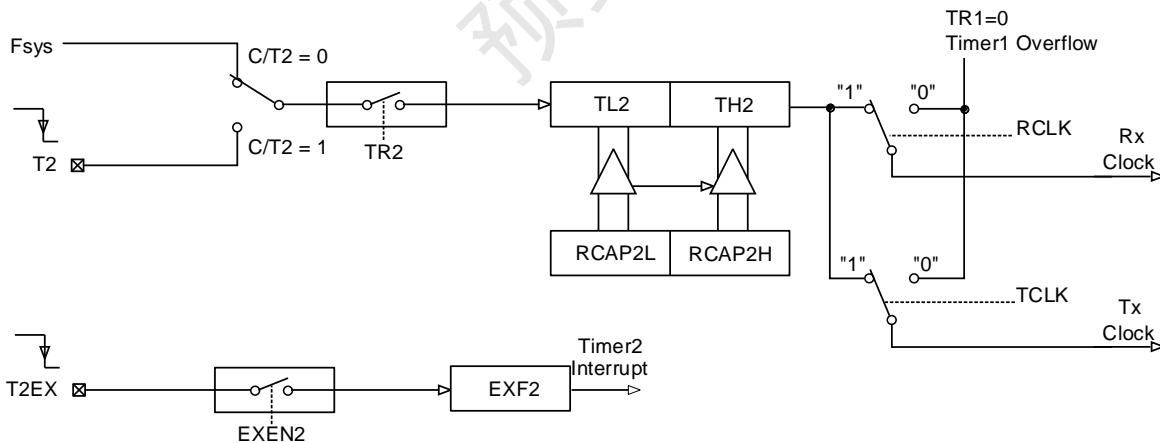 TR1=0
Timer1 Overflow
Fsys
C/T2 = 0
TL2
TH2
"1"
"0"
RCLK
Rx
Clock
TR2
C/T2 = 1
T2
RCAP2L
RCAP2H
"1"
"0"
TCLK
Tx
Clock
Timer2
Interrupt
T2EX
EXF2
EXEN2